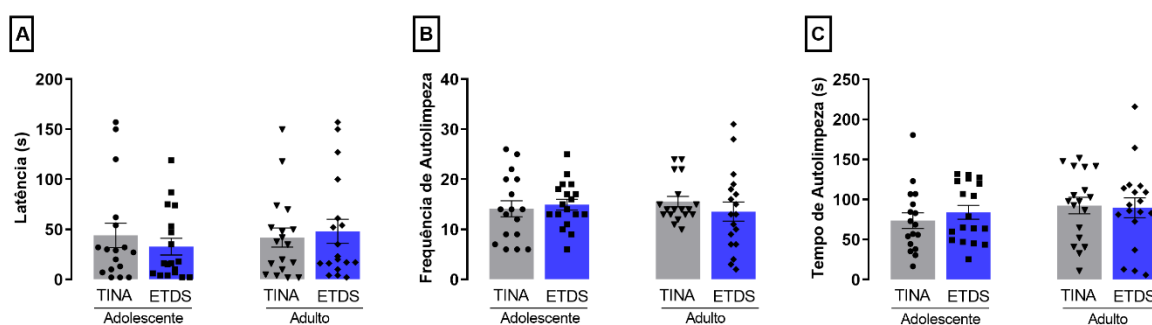 A
Latência (s)
200
150
100
50
0
TINA ETDS TINA ETDS
Adolescente Adulto
B
Frequência de Autolimpeza
40
30
20
10
0
TINA ETDS TINA ETDS
Adolescente Adulto
C
Tempo de Autolimpeza (s)
250
200
150
100
50
0
TINA ETDS TINA ETDS
Adolescente Adulto